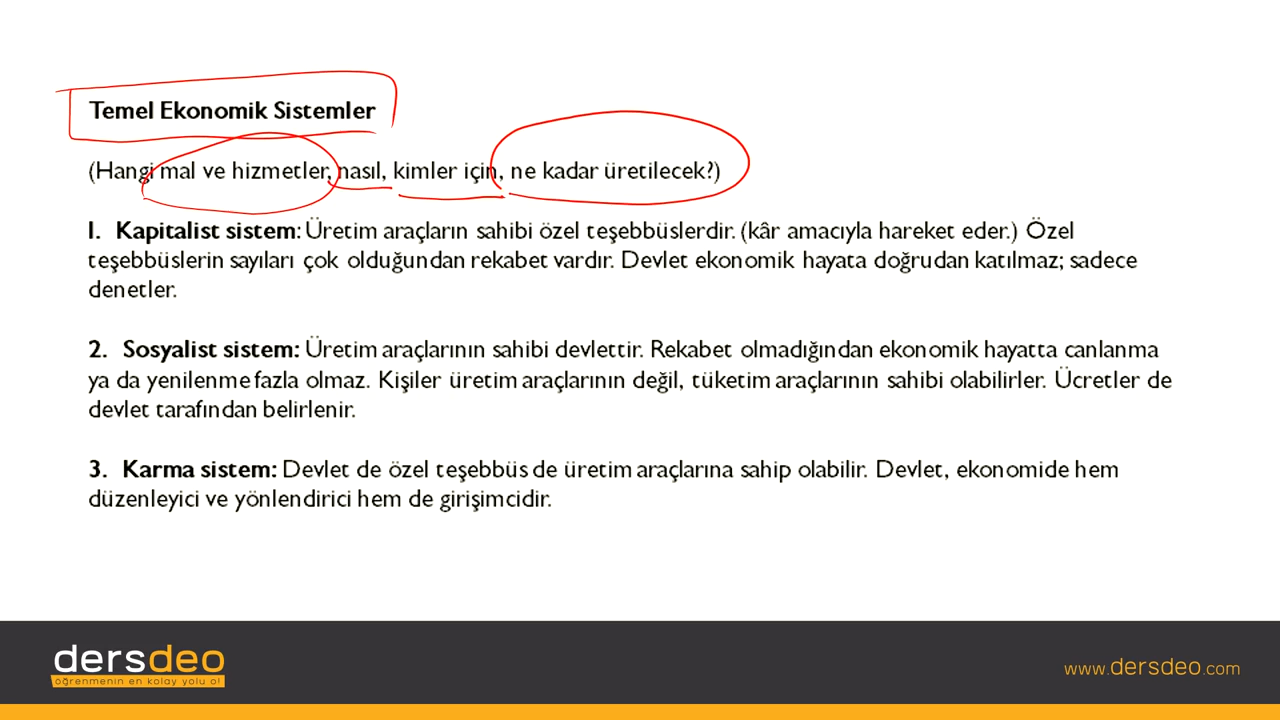 Temel Ekonomik Sistemler
(Hangi mal ve hizmetler, nasıl, kimler için, ne kadar üretilecek?)
1. Kapitalist sistem: Üretim araçların sahibi özel teşebbüslerdir. (kâr amacıyla hareket eder.) Özel
teşebbüslerin sayıları çok olduğundan rekabet vardır. Devlet ekonomik hayata doğrudan katılmaz; sadece
denetler.
2. Sosyalist sistem: Üretim araçlarının sahibi devlettir. Rekabet olmadığından ekonomik hayatta canlanma
ya da yenilenme fazla olmaz. Kişiler üretim araçlarının değil, tüketim araçlarının sahibi olabilirler. Ücretler de
devlet tarafından belirlenir.
3. Karma sistem: Devlet de özel teşebbüs de üretim araçlarına sahip olabilir. Devlet, ekonomide hem
düzenleyici ve yönlendirici hem de girişimcidir.
dersdeo
öğrenmenin en kolay yolu o!
www.dersdeo.com